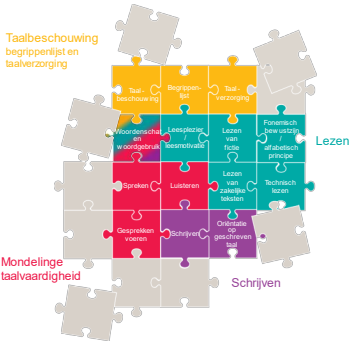 Taalbeschouwing
begrippenlijst en
taalverzorging
Taal-
beschouwing
Begrippen-
lijst
Taal-
verzorging
Woordenschat
en
woordgebruik
Leesplezier
/
leesmotivatie
Lezen
van
fictie
Fonemisch
bewustzijn
/
alfabetisch
principe
Lezen
Spreken
Luisteren
Lezen
van
zakelijke
teksten
Technisch
lezen
Gesprekken
voeren
Schrijven
Oriëntatie
op
geschreven
taal
Mondelinge
taalvaardigheid
Schrijven